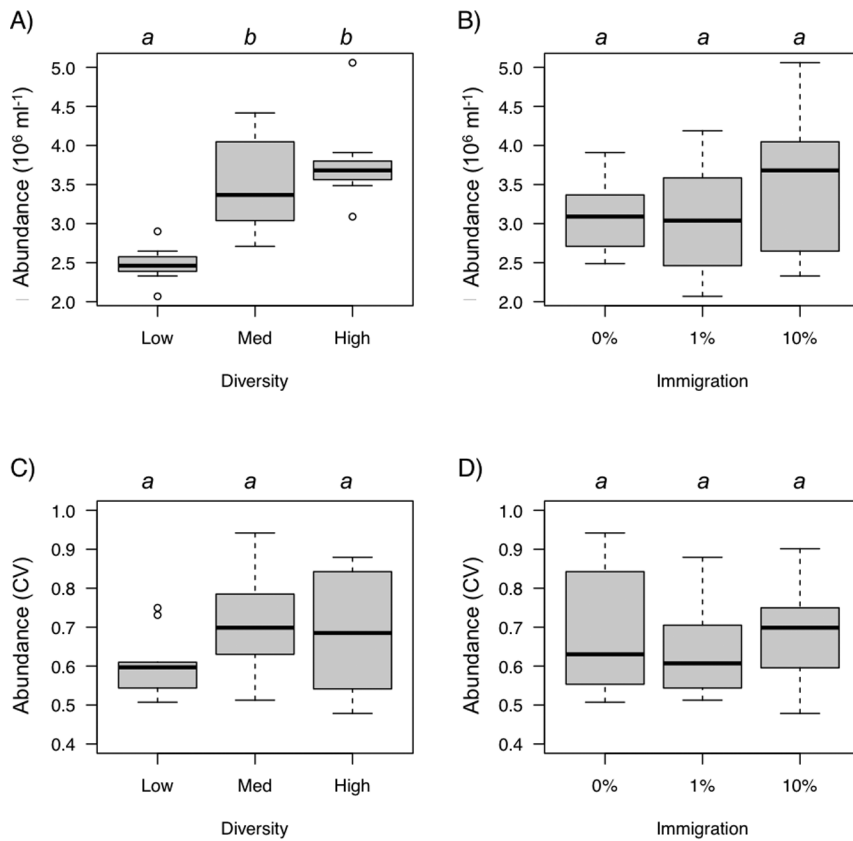 A)
a b b
Abundance (10⁶ ml⁻¹)
5.0
4.5
4.0
3.5
3.0
2.5
2.0
Low Med High
Diversity
B)
a a a
Abundance (10⁶ ml⁻¹)
5.0
4.5
4.0
3.5
3.0
2.5
2.0
0% 1% 10%
Immigration
C)
a a a
Abundance (CV)
1.0
0.9
0.8
0.7
0.6
0.5
0.4
Low Med High
Diversity
D)
a a a
Abundance (CV)
1.0
0.9
0.8
0.7
0.6
0.5
0.4
0% 1% 10%
Immigration